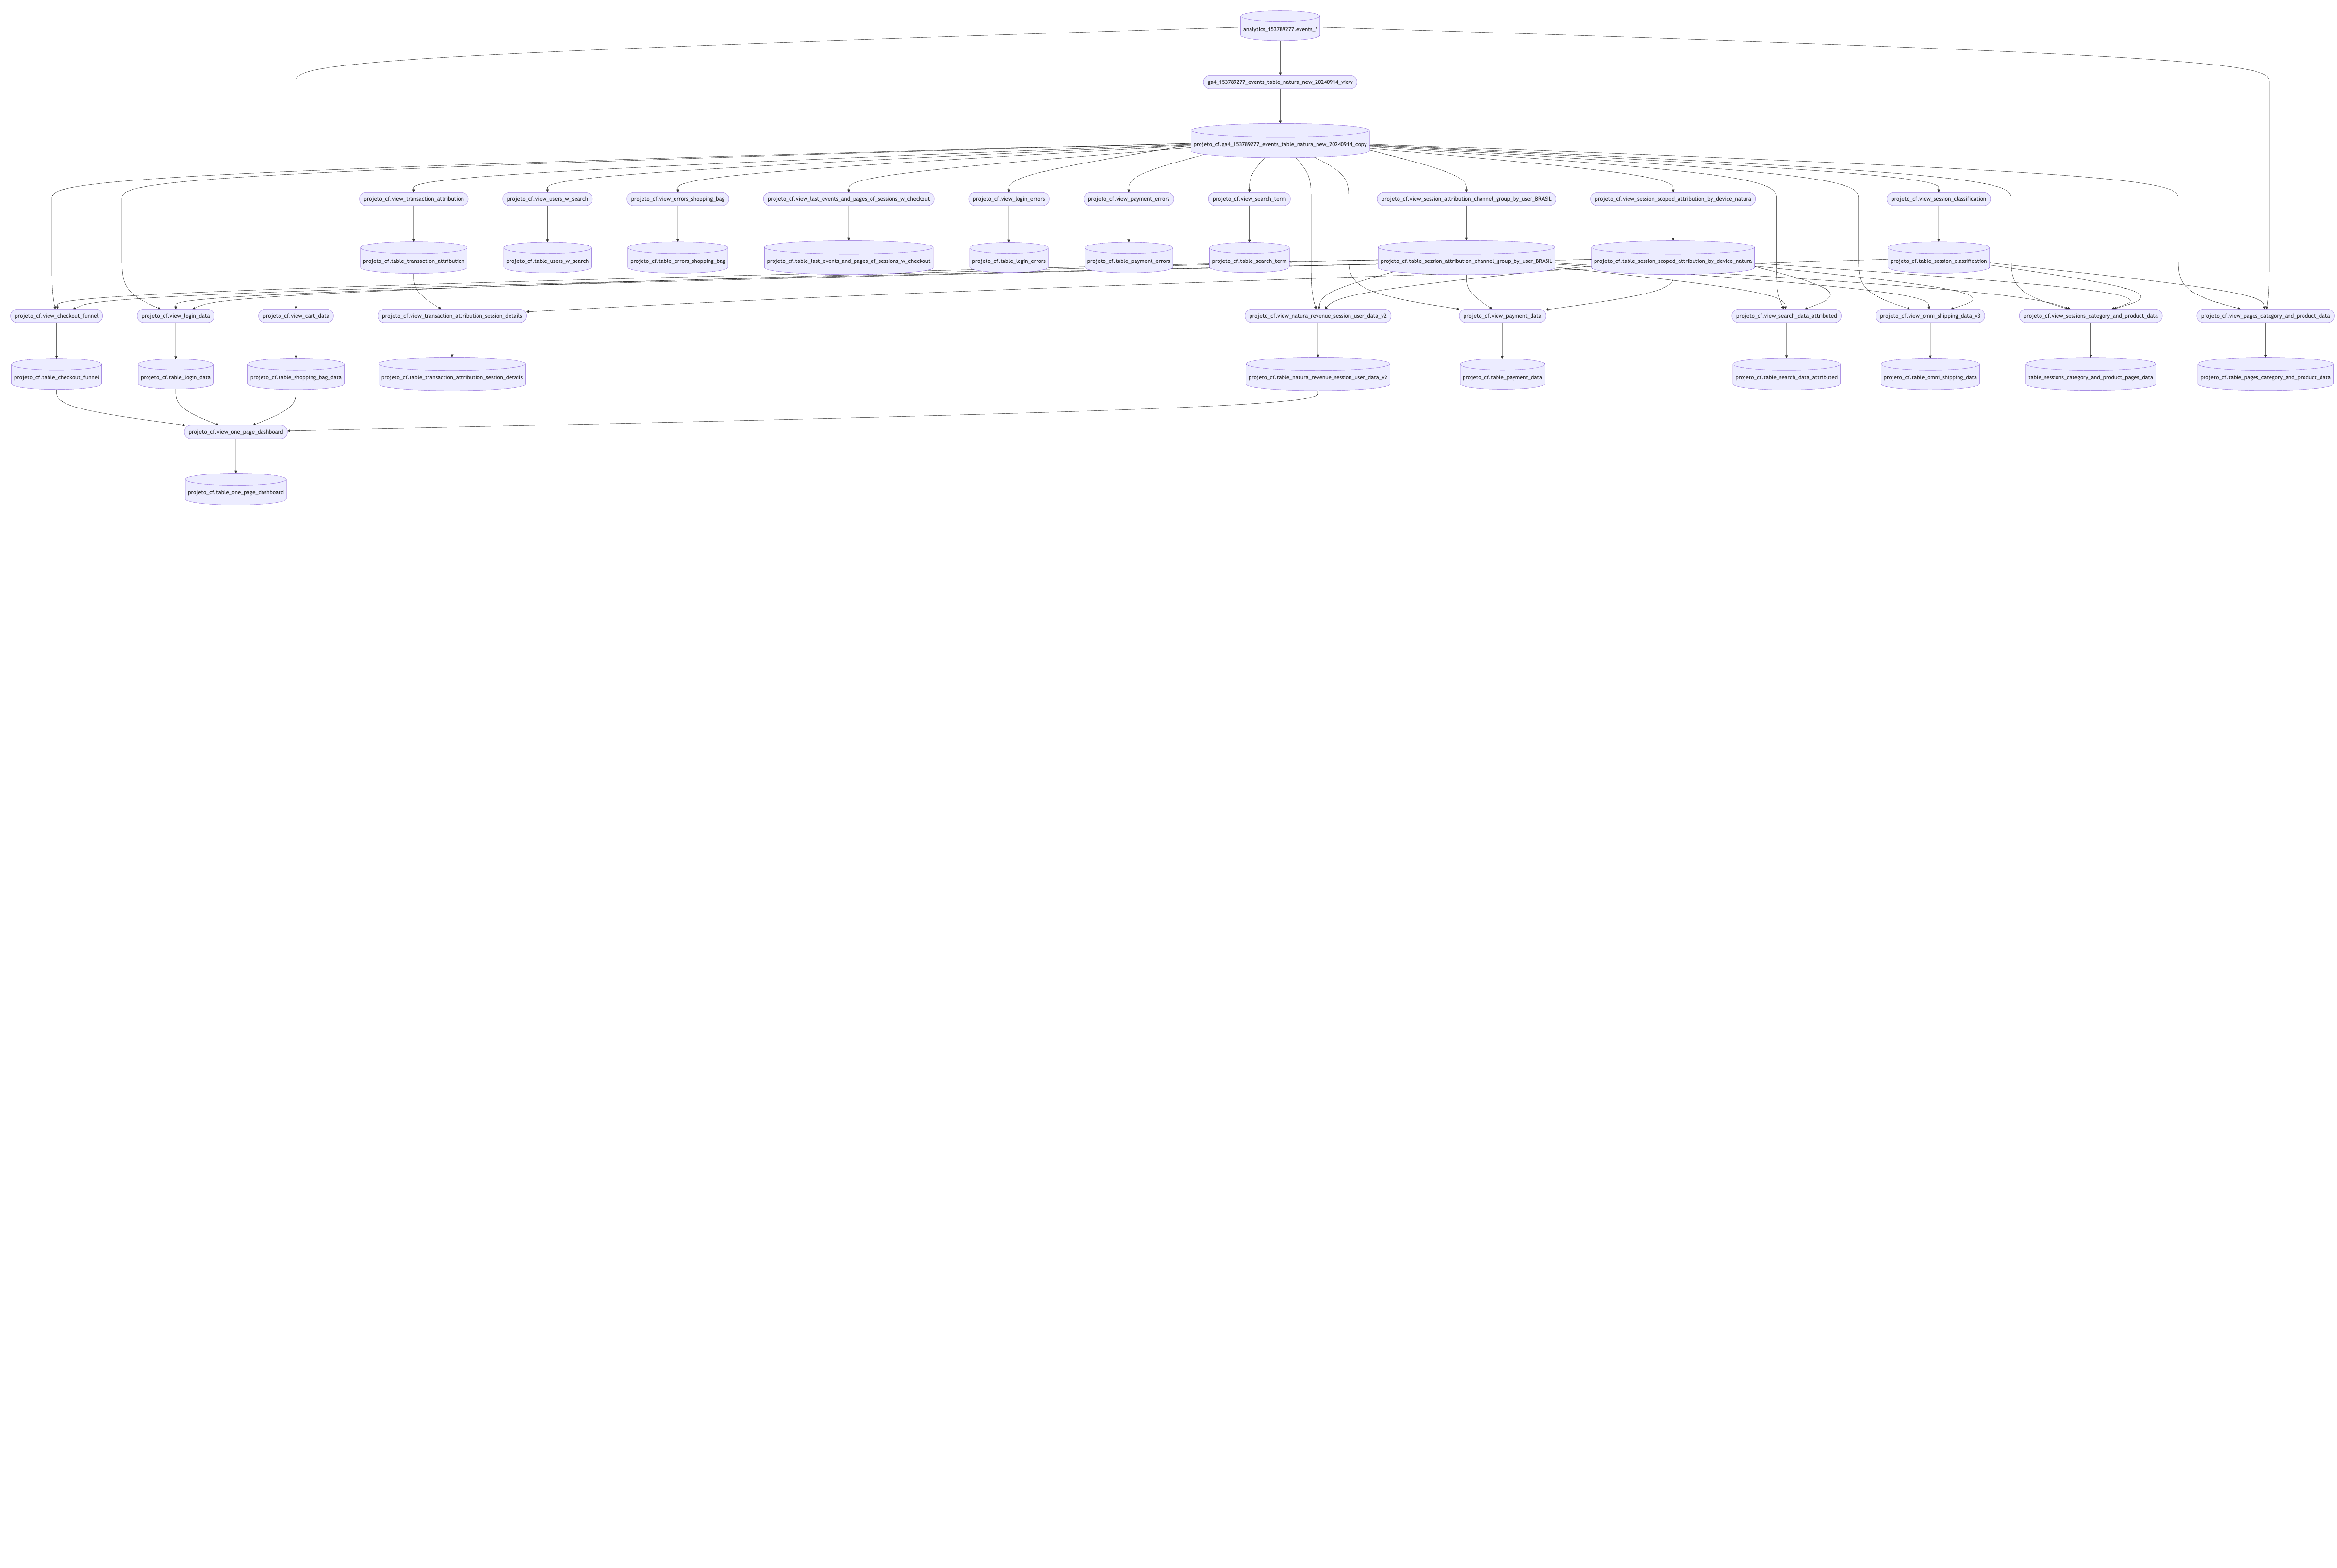 analytics_153789277.events_*
ga4_153789277_events_table_natura_new_20240914_view
projeto_cf.ga4_153789277_events_table_natura_new_20240914_copy
projeto_cf.view_transaction_attribution
projeto_cf.view_users_w_search
projeto_cf.view_errors_shopping_bag
projeto_cf.view_last_events_and_pages_of_sessions_w_checkout
projeto_cf.view_login_errors
projeto_cf.view_payment_errors
projeto_cf.view_search_term
projeto_cf.view_session_attribution_channel_group_by_user_BRASIL
projeto_cf.view_session_scoped_attribution_by_device_natura
projeto_cf.view_session_classification
projeto_cf.table_transaction_attribution
projeto_cf.table_users_w_search
projeto_cf.table_errors_shopping_bag
projeto_cf.table_last_events_and_pages_of_sessions_w_checkout
projeto_cf.table_login_errors
projeto_cf.table_payment_errors
projeto_cf.table_search_term
projeto_cf.table_session_attribution_channel_group_by_user_BRASIL
projeto_cf.table_session_scoped_attribution_by_device_natura
projeto_cf.table_session_classification
projeto_cf.view_checkout_funnel
projeto_cf.view_login_data
projeto_cf.view_cart_data
projeto_cf.view_transaction_attribution_session_details
projeto_cf.view_natura_revenue_session_user_data_v2
projeto_cf.view_payment_data
projeto_cf.view_search_data_attributed
projeto_cf.view_omni_shipping_data_v3
projeto_cf.view_sessions_category_and_product_data
projeto_cf.view_pages_category_and_product_data
projeto_cf.table_checkout_funnel
projeto_cf.table_login_data
projeto_cf.table_shopping_bag_data
projeto_cf.table_transaction_attribution_session_details
projeto_cf.table_natura_revenue_session_user_data_v2
projeto_cf.table_payment_data
projeto_cf.table_search_data_attributed
projeto_cf.table_omni_shipping_data
table_sessions_category_and_product_pages_data
projeto_cf.table_pages_category_and_product_data
projeto_cf.view_one_page_dashboard
projeto_cf.table_one_page_dashboard